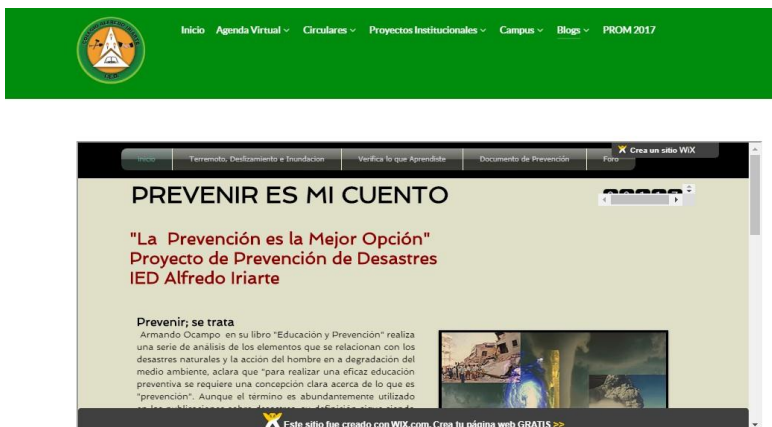 Inicio Agenda Virtual Circulares Proyectos Institucionales Campus Blogs PROM 2017
Crea un sitio WiX
Inicio Terremoto, Deslizamiento e Inundacion Verifica lo que Aprendiste Documento de Prevención Foro
PREVENIR ES MI CUENTO
"La Prevención es la Mejor Opción"
Proyecto de Prevención de Desastres
IED Alfredo Iriarte
Prevenir; se trata
Armando Ocampo en su libro "Educación y Prevención" realiza
una serie de análisis de los elementos que se relacionan con los
desastres naturales y la acción del hombre en a degradación del
medio ambiente, aclara que "para realizar una eficaz educación
preventiva se requiere una concepción clara acerca de lo que es
"prevención". Aunque el término es abundantemente utilizado
Este sitio fue creado con WIX.com. Crea tu página web GRATIS >>